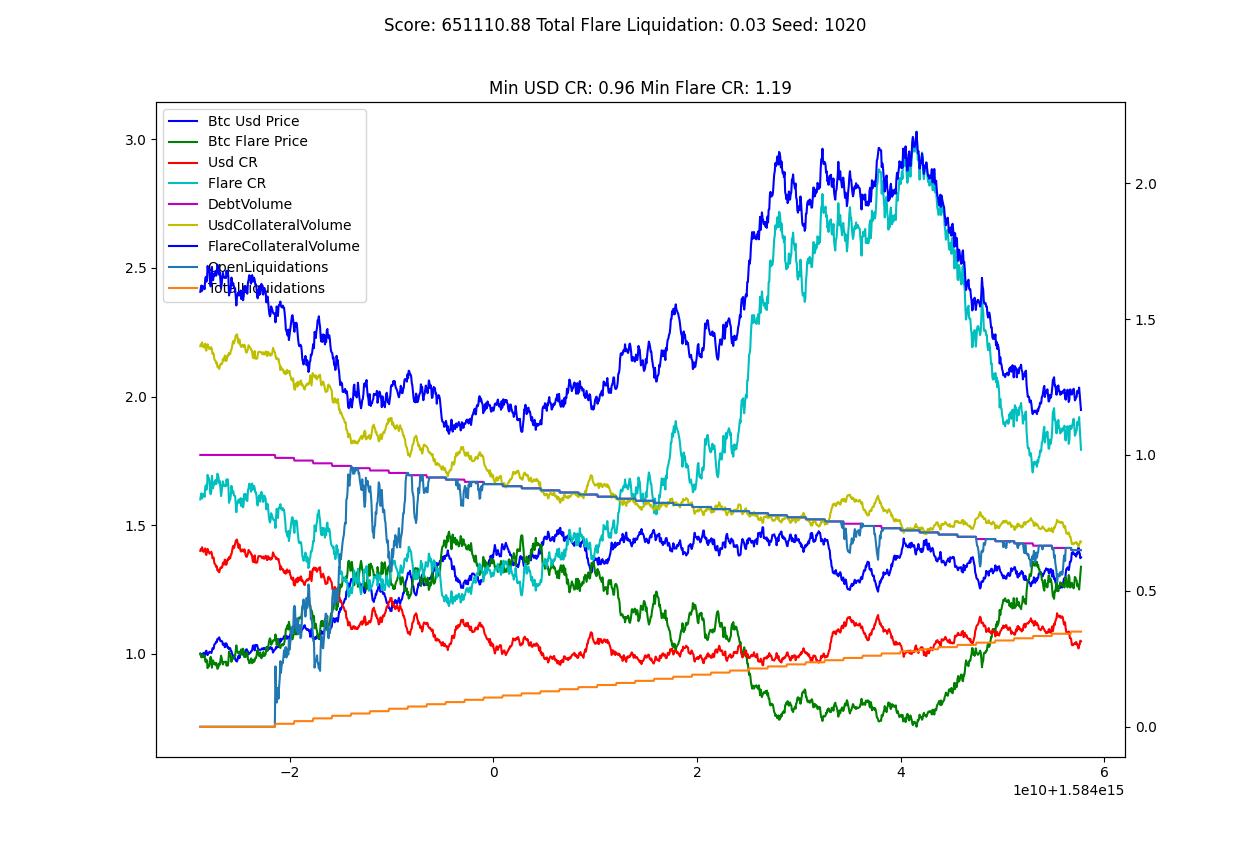 Score: 651110.88 Total Flare Liquidation: 0.03 Seed: 1020
Min USD CR: 0.96 Min Flare CR: 1.19
Btc Usd Price
Btc Flare Price
Usd CR
Flare CR
DebtVolume
UsdCollateralVolume
FlareCollateralVolume
OpenLiquidations
TotalLiquidations
3.0
2.5
2.0
1.5
1.0
2.0
1.5
1.0
0.5
0.0
−2
0
2
4
6
1e10+1.584e15